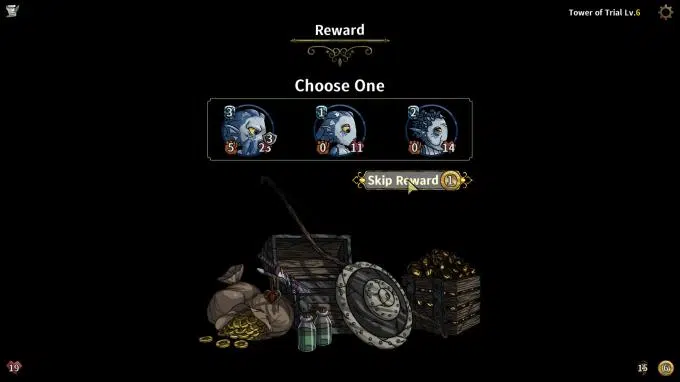 Tower of Trial Lv.6
Reward
Choose One
3 1 2
3
5 23 0 11 0 14
Skip Reward 1
19